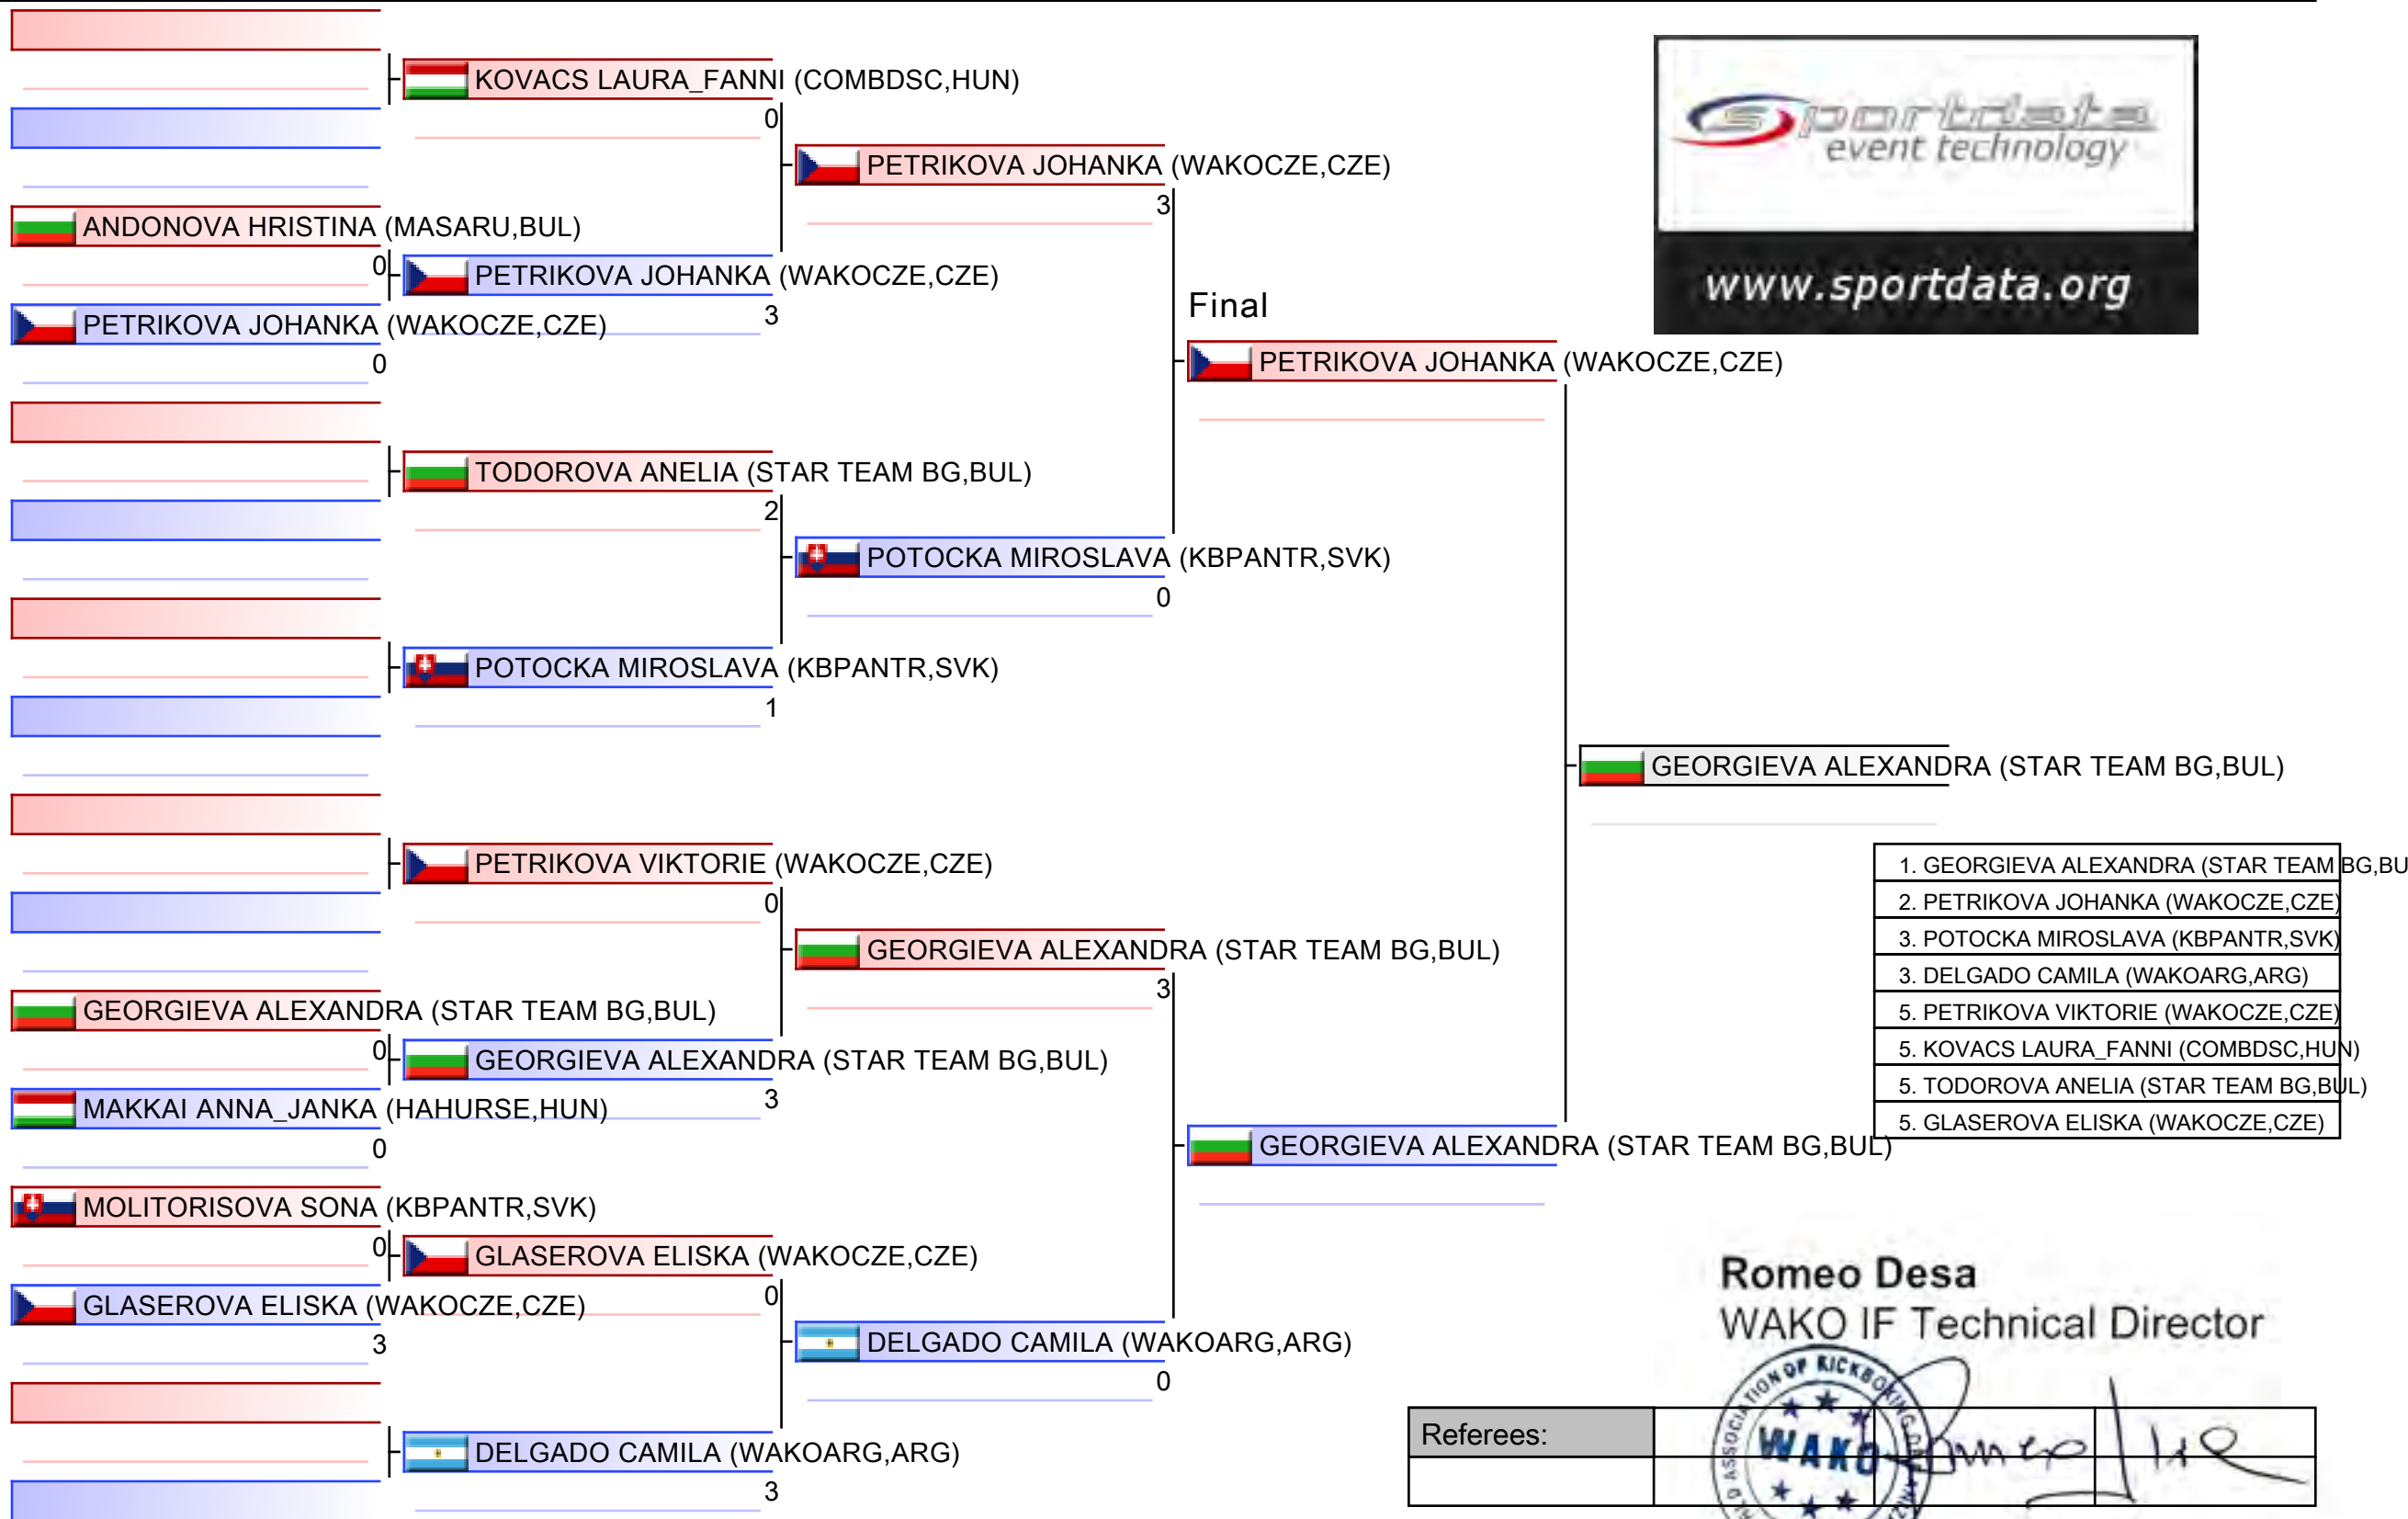 KOVACS LAURA_FANNI (COMBDSC,HUN)
0
ANDONOVA HRISTINA (MASARU,BUL)
0
PETRIKOVA JOHANKA (WAKOCZE,CZE)
0
PETRIKOVA JOHANKA (WAKOCZE,CZE)
3
TODOROVA ANELIA (STAR TEAM BG,BUL)
2
POTOCKA MIROSLAVA (KBPANTR,SVK)
1
PETRIKOVA VIKTORIE (WAKOCZE,CZE)
0
GEORGIEVA ALEXANDRA (STAR TEAM BG,BUL)
0
MAKKAI ANNA_JANKA (HAHURSE,HUN)
0
GEORGIEVA ALEXANDRA (STAR TEAM BG,BUL)
3
MOLITORISOVA SONA (KBPANTR,SVK)
0
GLASEROVA ELISKA (WAKOCZE,CZE)
3
GLASEROVA ELISKA (WAKOCZE,CZE)
0
DELGADO CAMILA (WAKOARG,ARG)
3
PETRIKOVA JOHANKA (WAKOCZE,CZE)
3
POTOCKA MIROSLAVA (KBPANTR,SVK)
0
GEORGIEVA ALEXANDRA (STAR TEAM BG,BUL)
3
DELGADO CAMILA (WAKOARG,ARG)
0
Final
PETRIKOVA JOHANKA (WAKOCZE,CZE)
GEORGIEVA ALEXANDRA (STAR TEAM BG,BUL)
GEORGIEVA ALEXANDRA (STAR TEAM BG,BUL)
sportdata
event technology
www.sportdata.org
1. GEORGIEVA ALEXANDRA (STAR TEAM BG,BU
2. PETRIKOVA JOHANKA (WAKOCZE,CZE)
3. POTOCKA MIROSLAVA (KBPANTR,SVK)
3. DELGADO CAMILA (WAKOARG,ARG)
5. PETRIKOVA VIKTORIE (WAKOCZE,CZE)
5. KOVACS LAURA_FANNI (COMBDSC,HUN)
5. TODOROVA ANELIA (STAR TEAM BG,BUL)
5. GLASEROVA ELISKA (WAKOCZE,CZE)
Romeo Desa
WAKO IF Technical Director
ASSOCIATION OF KICKBOXING
WAKO
Referees: